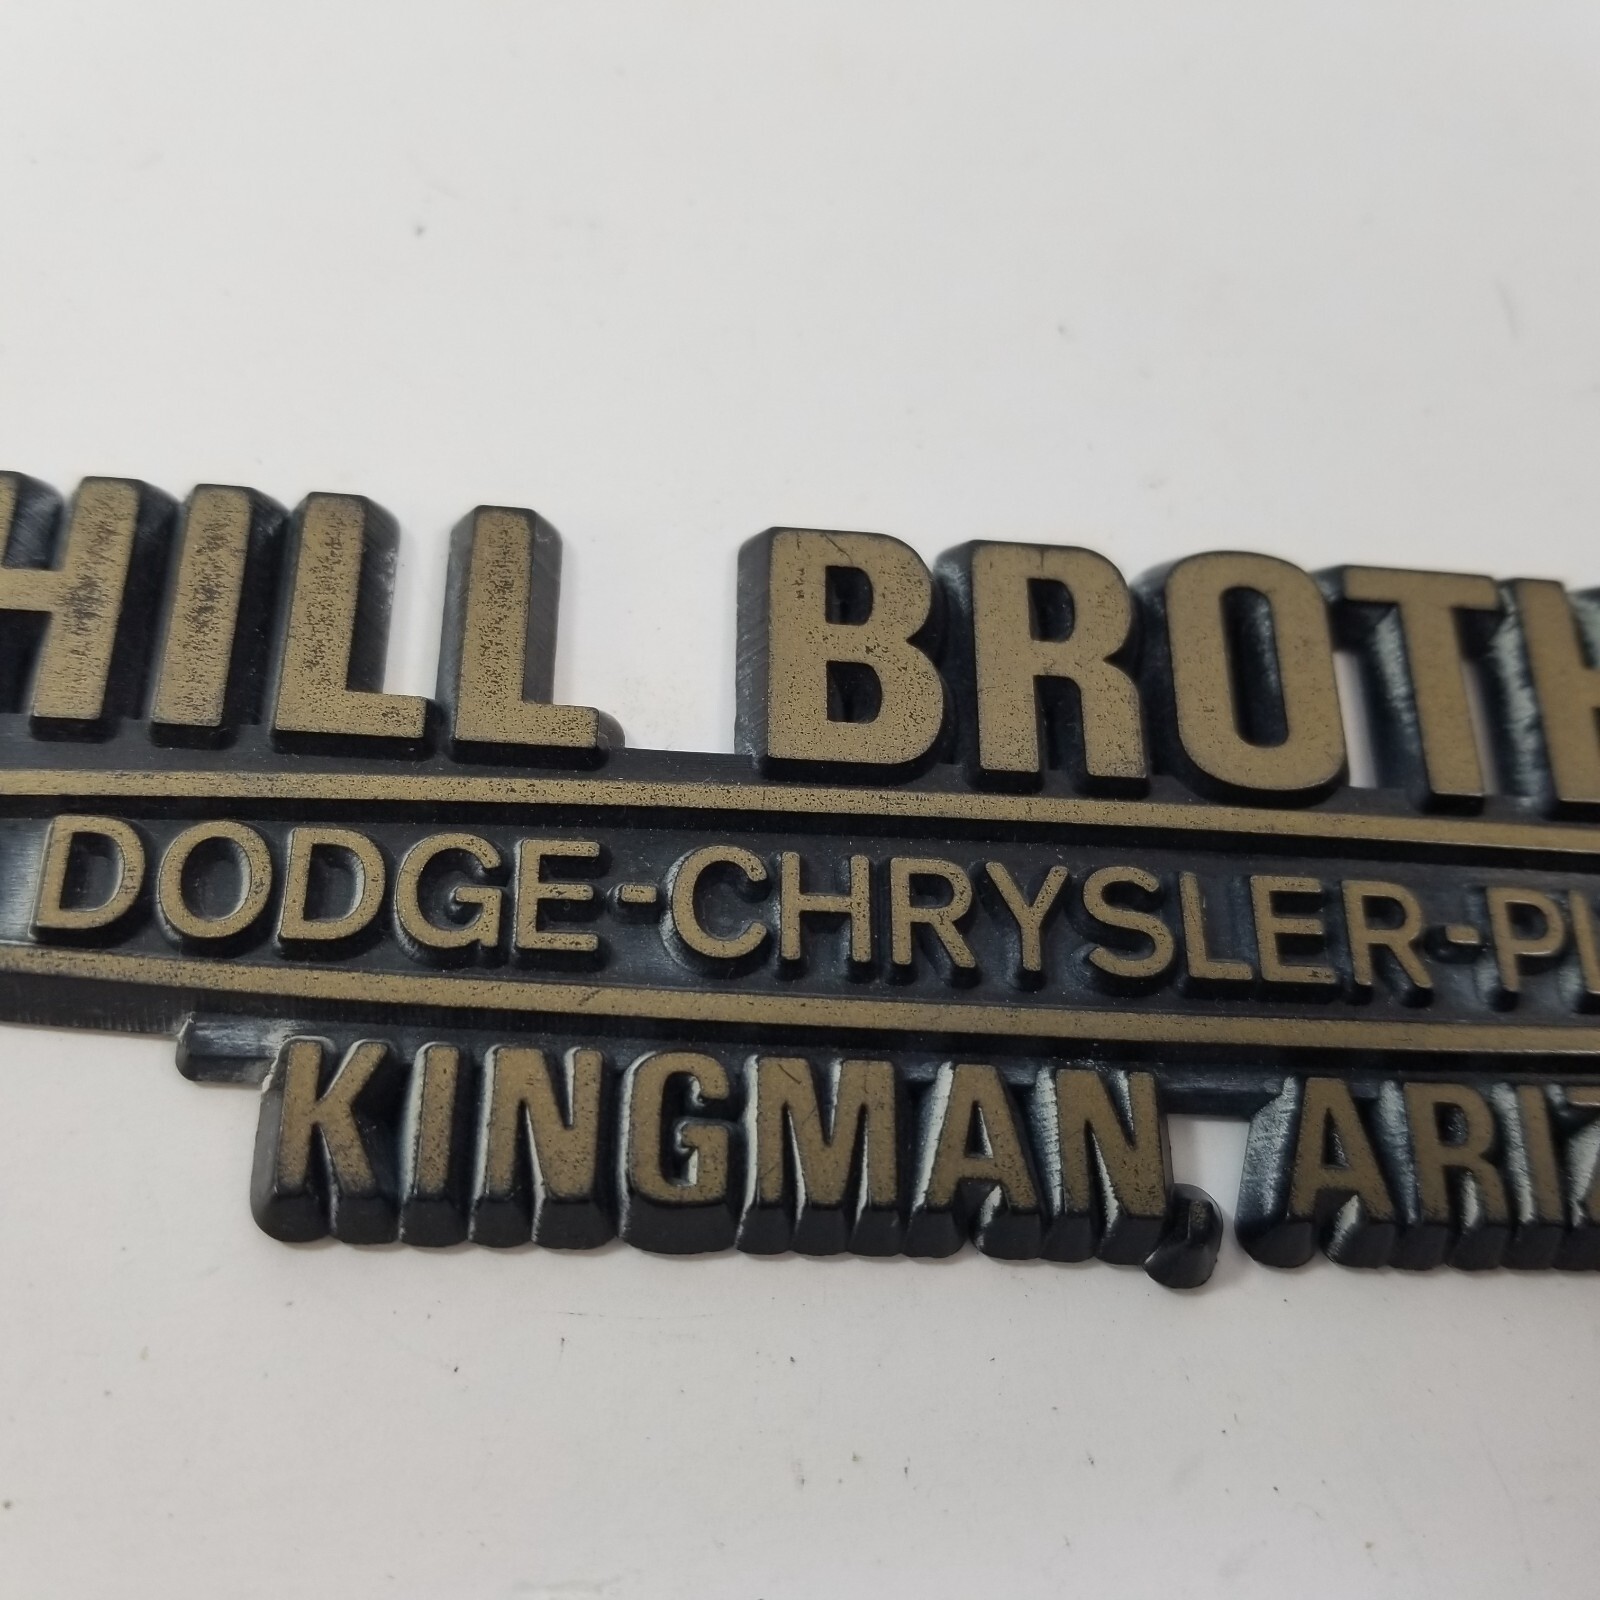 HILL BROTH
DODGE-CHRYSLER-PL
KINGMAN, ARIZ